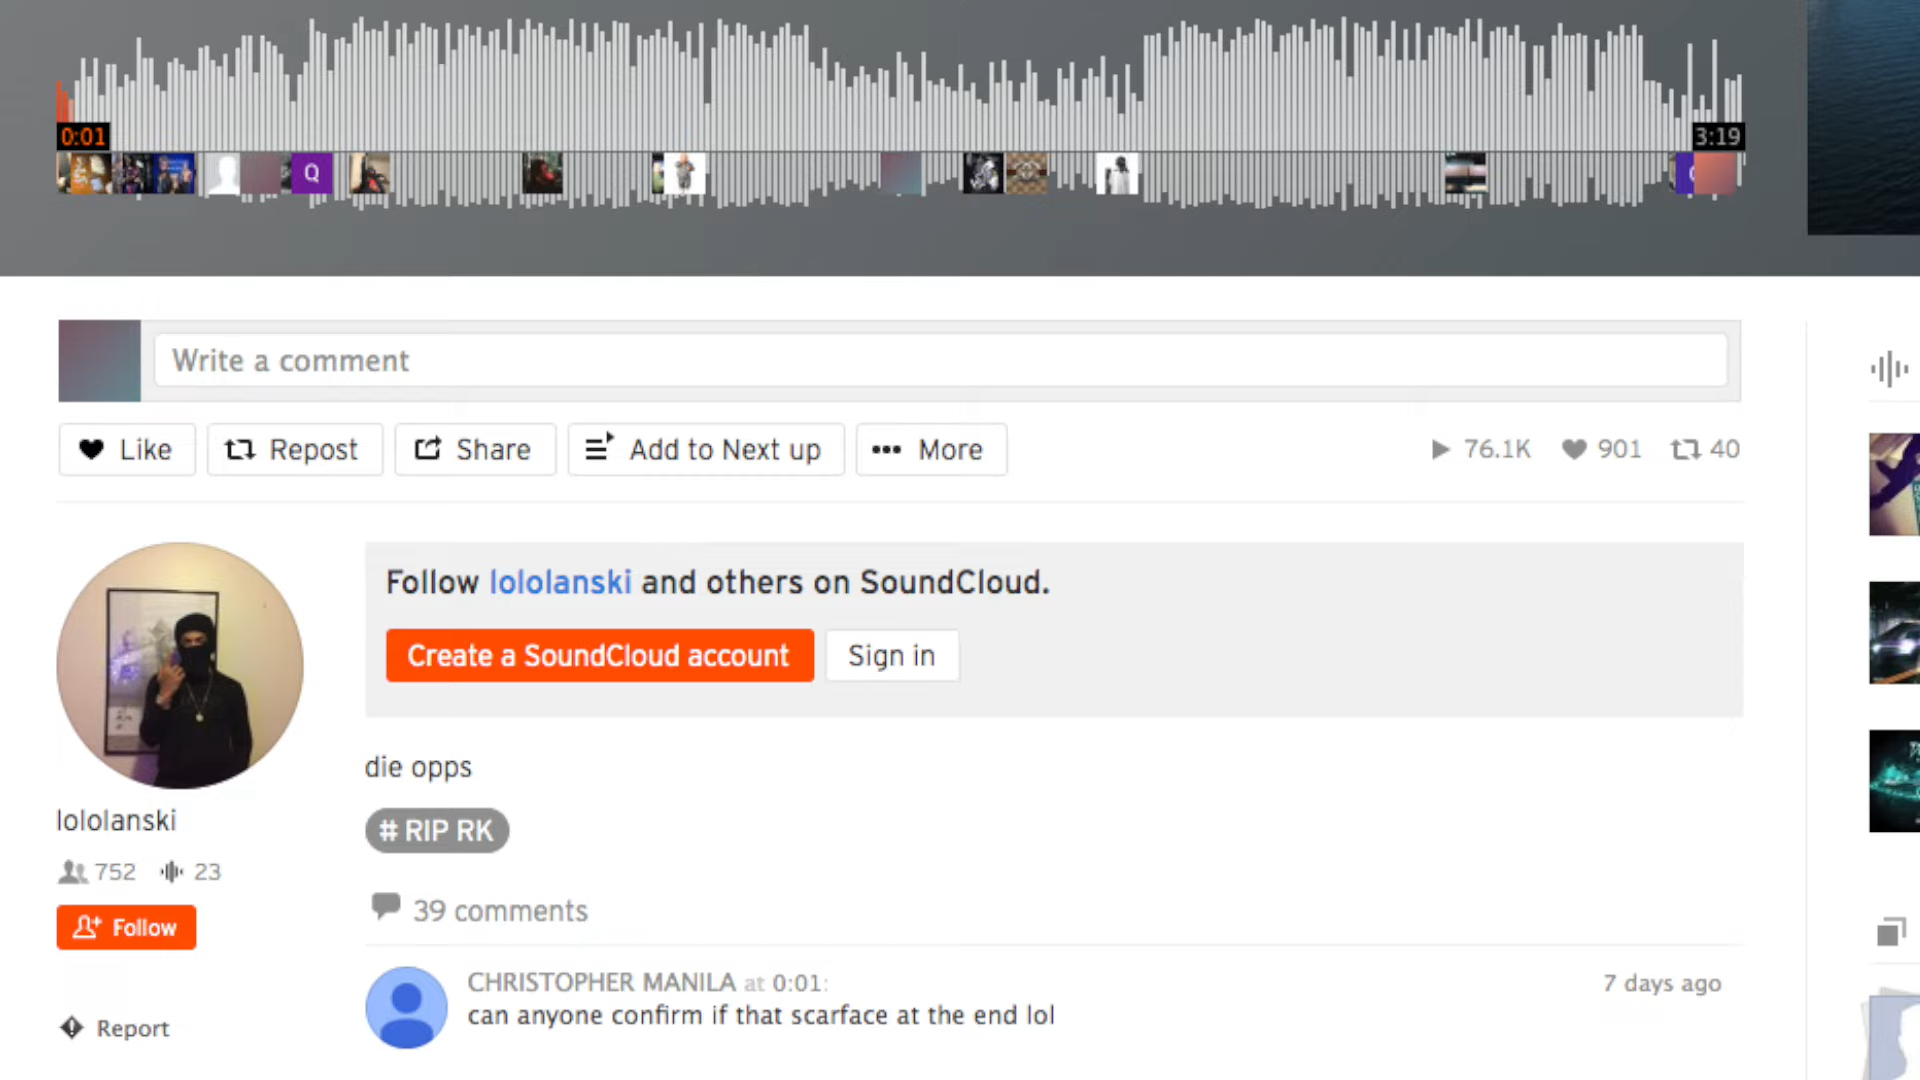 0:01
3:19
Q
Write a comment
Like
Repost
Share
Add to Next up
More
76.1K
901
40
Follow lololanski and others on SoundCloud.
Create a SoundCloud account
Sign in
die opps
# RIP RK
lololanski
752
23
Follow
39 comments
CHRISTOPHER MANILA at 0:01:
7 days ago
can anyone confirm if that scarface at the end lol
Report